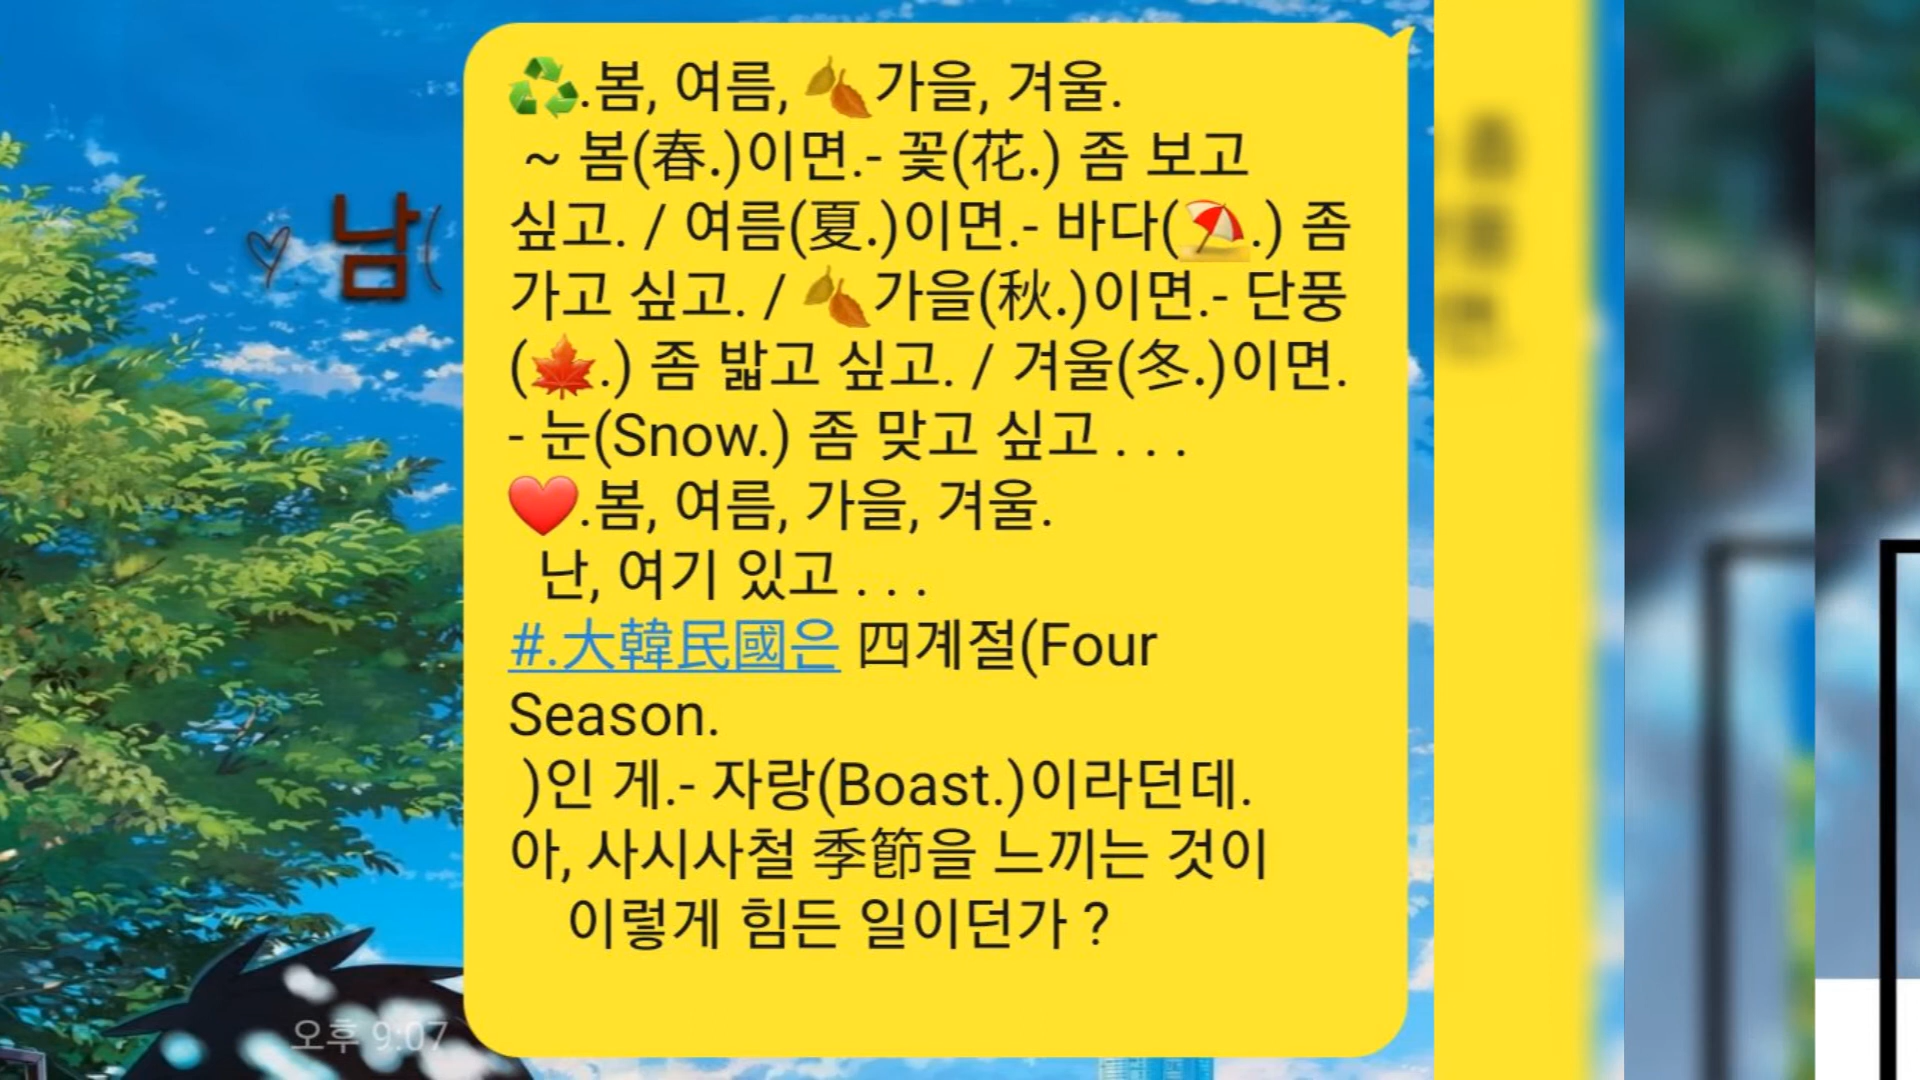 남(
♻️.봄, 여름, 🍂가을, 겨울.
~ 봄(春.)이면.- 꽃(花.) 좀 보고
싶고. / 여름(夏.)이면.- 바다(⛱️.) 좀
가고 싶고. / 🍂가을(秋.)이면.- 단풍
(🍁.) 좀 밟고 싶고. / 겨울(冬.)이면.
- 눈(Snow.) 좀 맞고 싶고 . . .
❤️.봄, 여름, 가을, 겨울.
난, 여기 있고 . . .
#.大韓民國은 四계절(Four
Season.
)인 게.- 자랑(Boast.)이라던데.
아, 사시사철 季節을 느끼는 것이
이렇게 힘든 일이던가 ?
오후 9:07